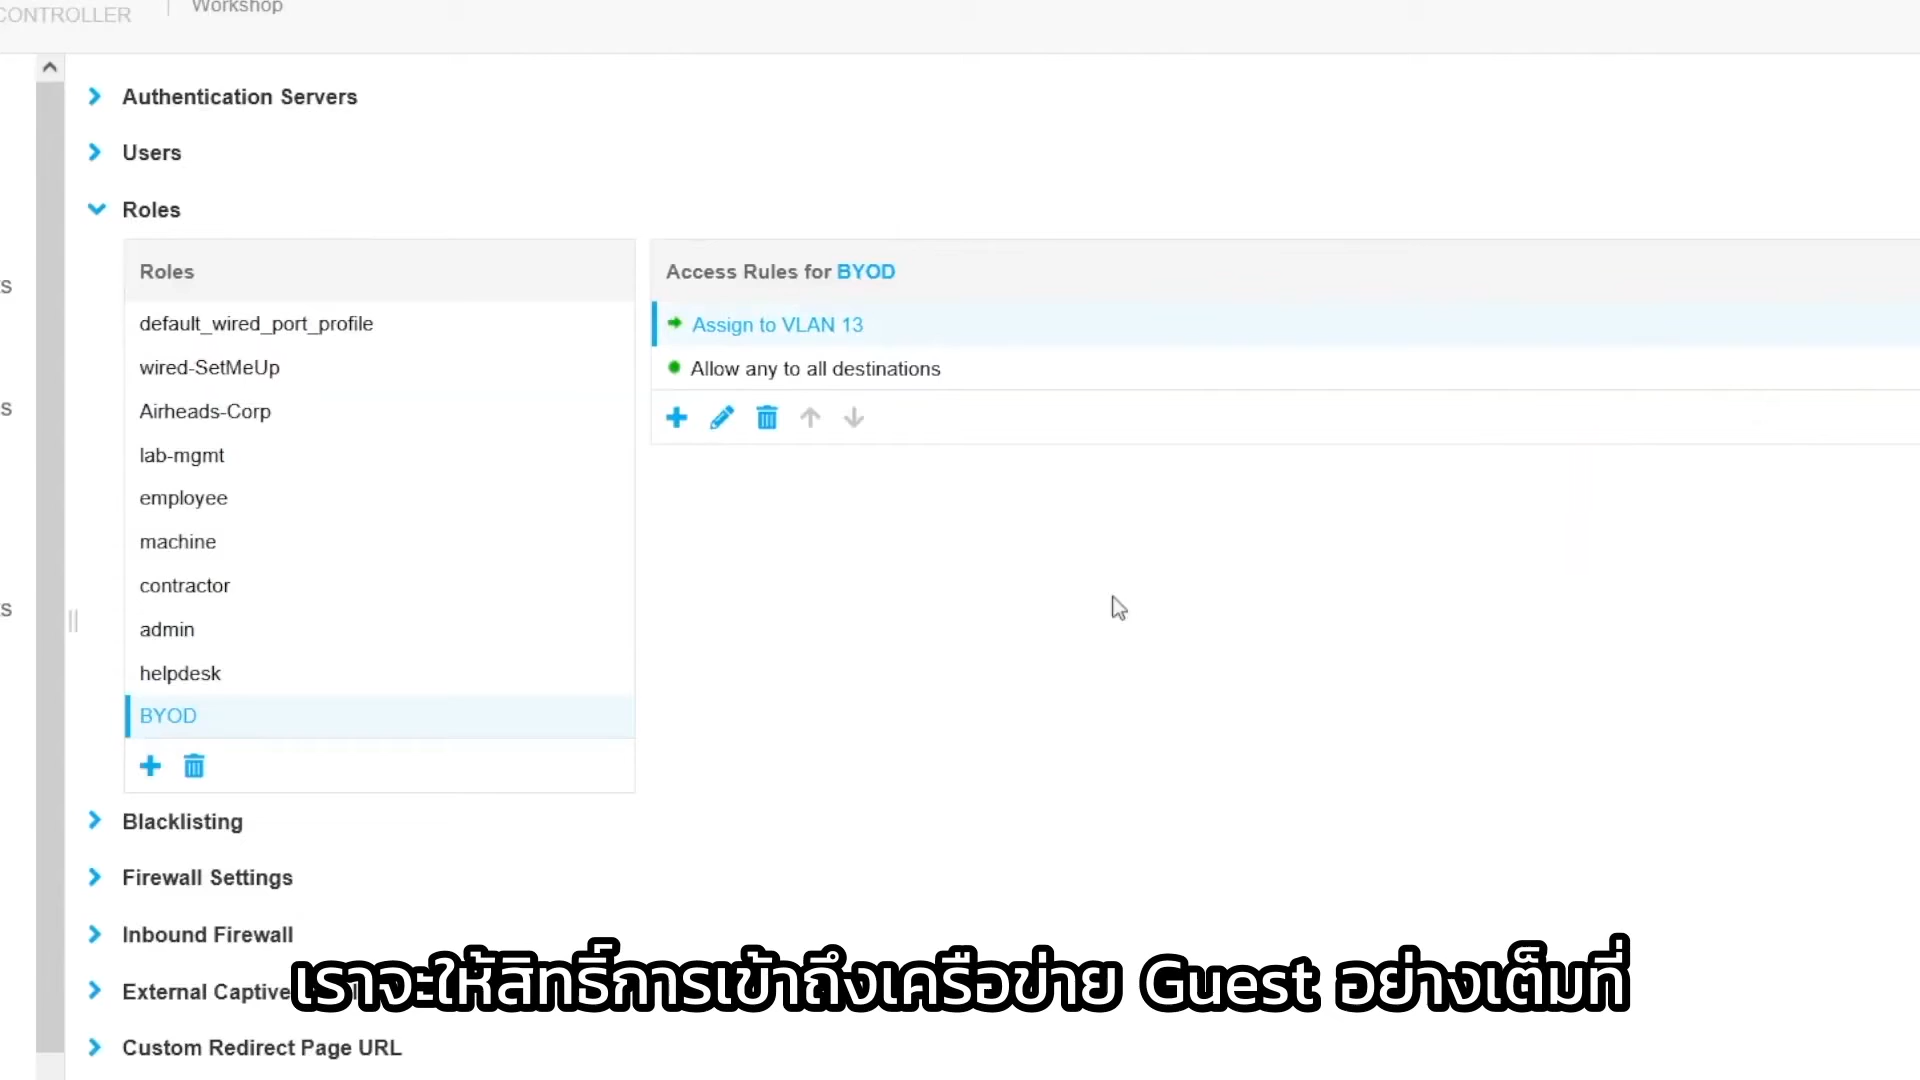 CONTROLLER
Workshop
Authentication Servers
Users
Roles
Roles
default_wired_port_profile
wired-SetMeUp
Airheads-Corp
lab-mgmt
employee
machine
contractor
admin
helpdesk
BYOD
Access Rules for BYOD
Assign to VLAN 13
Allow any to all destinations
Blacklisting
Firewall Settings
Inbound Firewall
External Captive
Custom Redirect Page URL
เราจะให้สิทธิ์การเข้าถึงเครือข่าย Guest อย่างเต็มที่